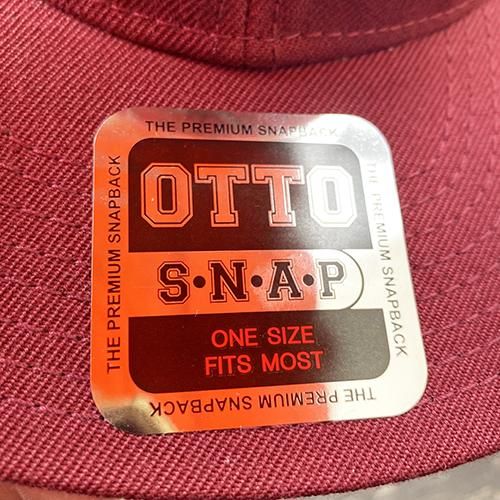 THE PREMIUM SNAPBACK
OTTO
S•N•A•P
ONE SIZE
FITS MOST
THE PREMIUM SNAPBACK
THE PREMIUM SNAPBACK
THE PREMIUM SNAPBACK